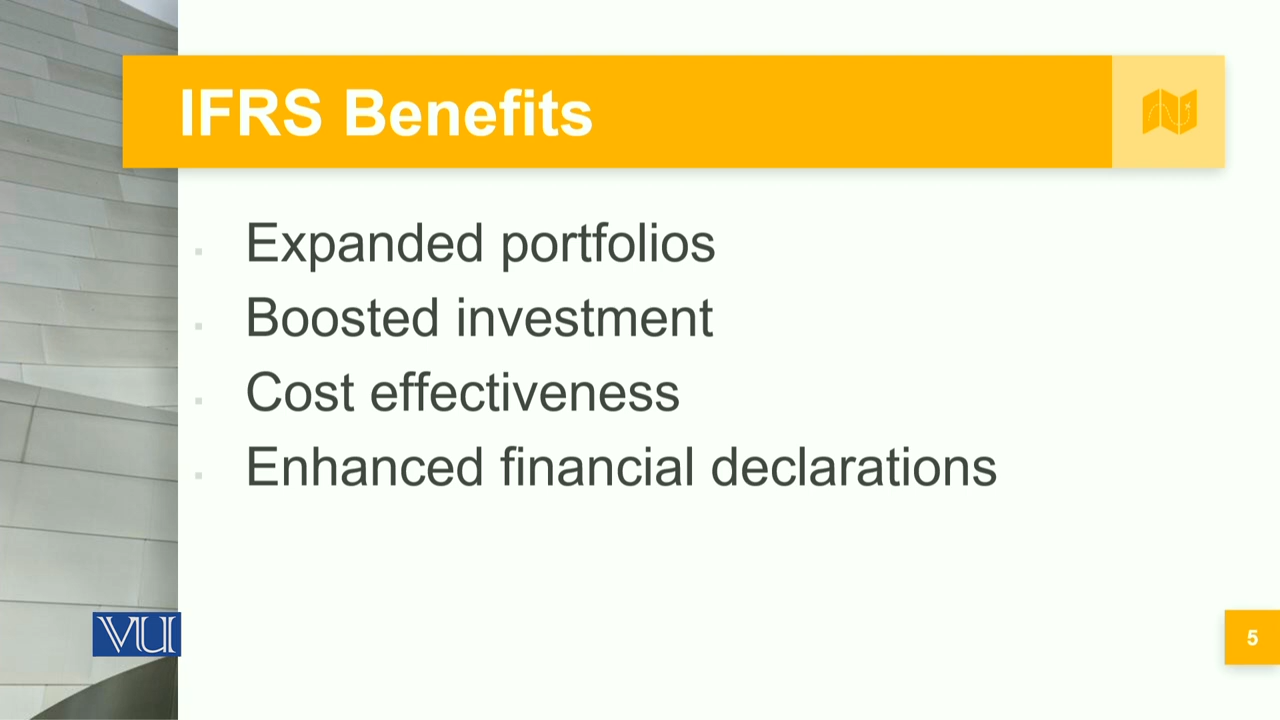 IFRS Benefits
Expanded portfolios
Boosted investment
Cost effectiveness
Enhanced financial declarations
VU
5